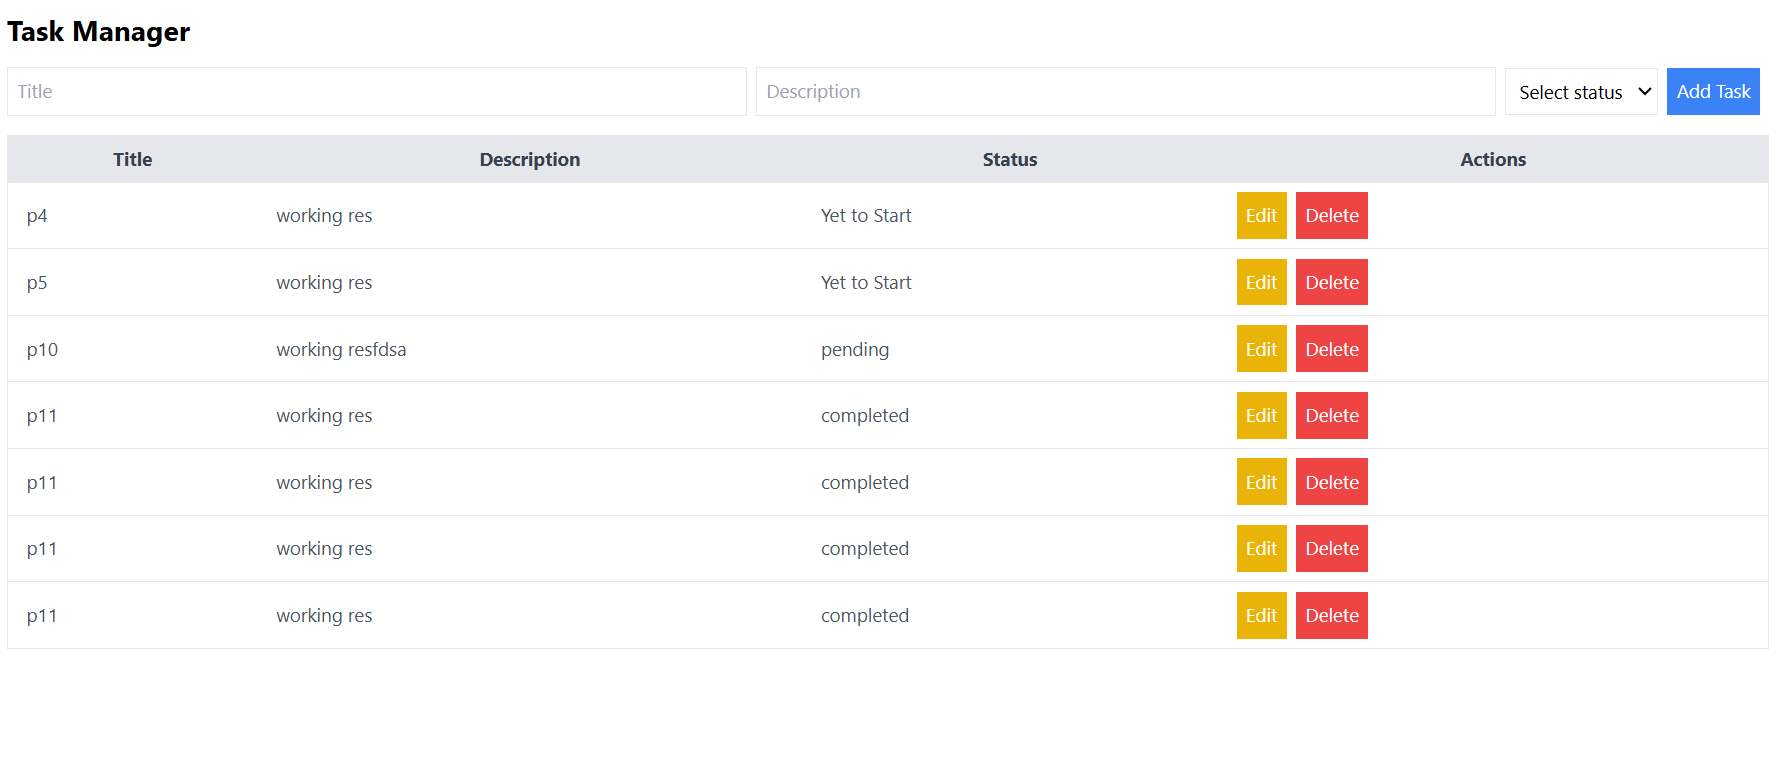 Task Manager
Title Description Select status Add Task
Title Description Status Actions
p4 working res Yet to Start Edit Delete
p5 working res Yet to Start Edit Delete
p10 working resfdsa pending Edit Delete
p11 working res completed Edit Delete
p11 working res completed Edit Delete
p11 working res completed Edit Delete
p11 working res completed Edit Delete